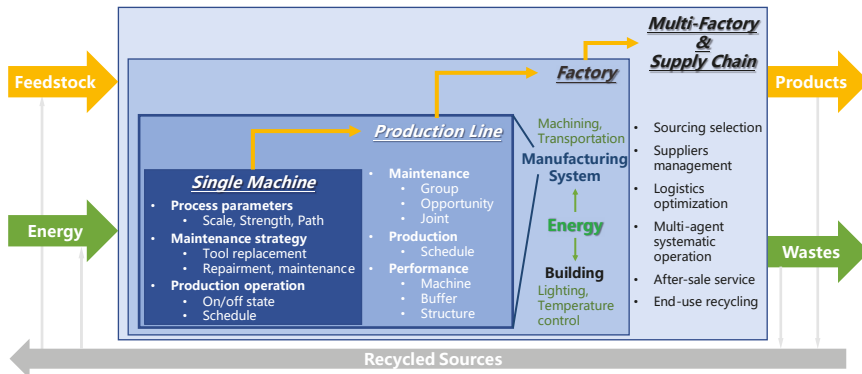 Feedstock
Energy
Single Machine
• Process parameters
• Scale, Strength, Path
• Maintenance strategy
• Tool replacement
• Repairment, maintenance
• Production operation
• On/off state
• Schedule
Production Line
• Maintenance
• Group
• Opportunity
• Joint
• Production
• Schedule
• Performance
• Machine
• Buffer
• Structure
Factory
Machining,
Transportation
Manufacturing
System
Energy
Building
Lighting,
Temperature
control
Multi-Factory
&
Supply Chain
• Sourcing selection
• Suppliers
management
• Logistics
optimization
• Multi-agent
systematic
operation
• After-sale service
• End-use recycling
Products
Wastes
Recycled Sources